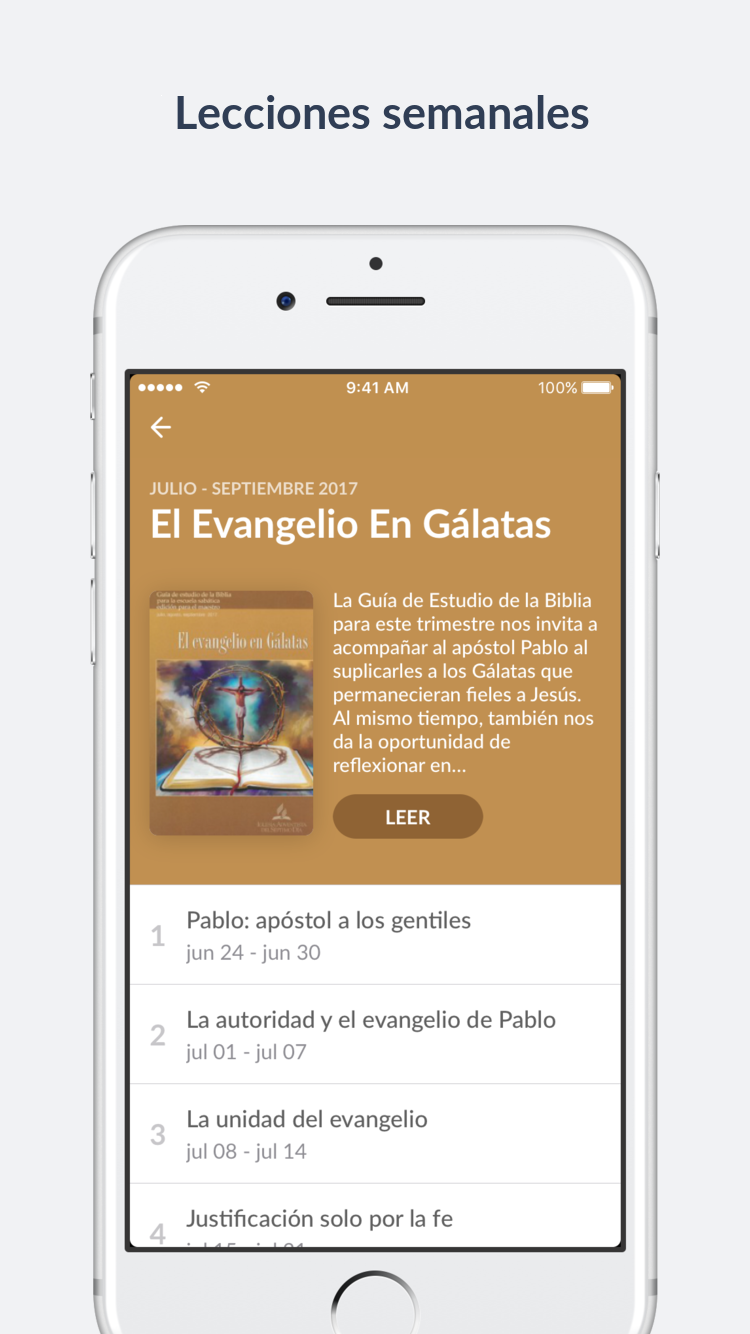 Lecciones semanales
9:41 AM
100%
JULIO - SEPTIEMBRE 2017
El Evangelio En Gálatas
Guía de estudio de la Biblia
para la escuela sabática
edición para el maestro
El evangelio en Gálatas
La Guía de Estudio de la Biblia
para este trimestre nos invita a
acompañar al apóstol Pablo al
suplicarles a los Gálatas que
permanecieran fieles a Jesús.
Al mismo tiempo, también nos
da la oportunidad de
reflexionar en...
LEER
1
Pablo: apóstol a los gentiles
jun 24 - jun 30
2
La autoridad y el evangelio de Pablo
jul 01 - jul 07
3
La unidad del evangelio
jul 08 - jul 14
4
Justificación solo por la fe